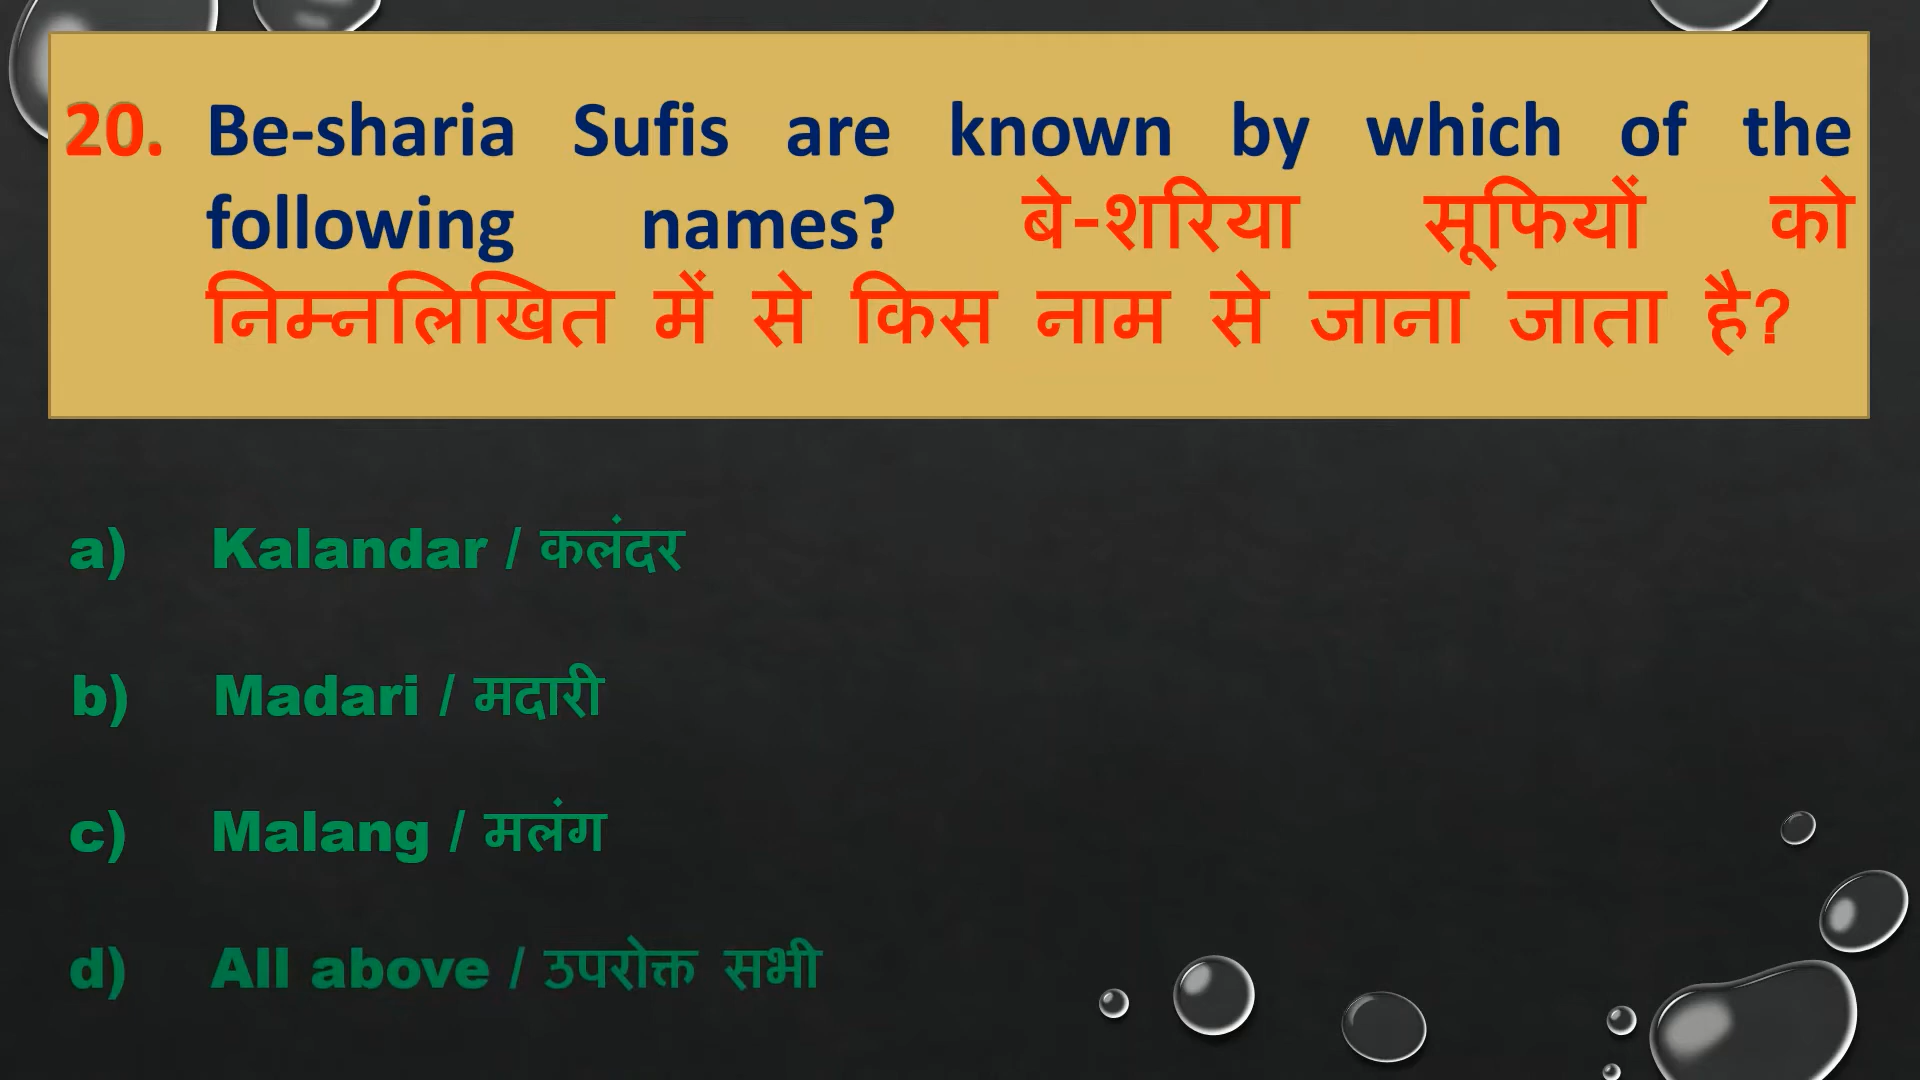 20. Be-sharia Sufis are known by which of the
following names? बे-शरिया सूफियों को
निम्नलिखित में से किस नाम से जाना जाता है?
a) Kalandar / कलंदर
b) Madari / मदारी
c) Malang / मलंग
d) All above / उपरोक्त सभी